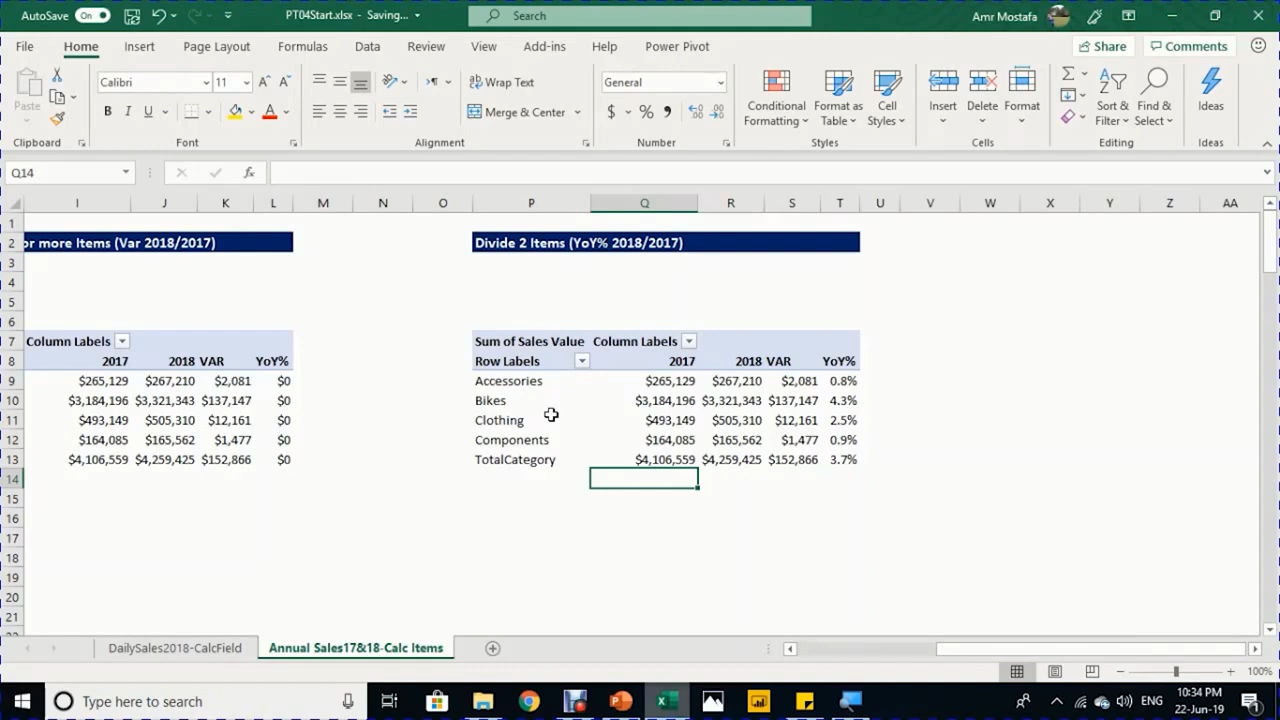 AutoSave On PT04Start.xlsx - Saving... Search Amr Mostafa
File Home Insert Page Layout Formulas Data Review View Add-ins Help Power Pivot Share Comments
Paste Calibri 11 Wrap Text General Conditional Formatting Format as Table Cell Styles Insert Delete Format Sort & Filter Find & Select Ideas
B I U Merge & Center $ %
Clipboard Font Alignment Number Styles Cells Editing Ideas
Q14 fx
I J K L M N O P Q R S T U V W X Y Z AA
1
2 or more Items (Var 2018/2017) Divide 2 Items (YoY% 2018/2017)
3
4
5
6
7 Column Labels Sum of Sales Value Column Labels
8 2017 2018 VAR YoY% Row Labels 2017 2018 VAR YoY%
9 $265,129 $267,210 $2,081 $0 Accessories $265,129 $267,210 $2,081 0.8%
10 $3,184,196 $3,321,343 $137,147 $0 Bikes $3,184,196 $3,321,343 $137,147 4.3%
11 $493,149 $505,310 $12,161 $0 Clothing $493,149 $505,310 $12,161 2.5%
12 $164,085 $165,562 $1,477 $0 Components $164,085 $165,562 $1,477 0.9%
13 $4,106,559 $4,259,425 $152,866 $0 TotalCategory $4,106,559 $4,259,425 $152,866 3.7%
14
15
16
17
18
19
20
21
DailySales2018-CalcField Annual Sales17&18-Calc Items
100%
Type here to search ENG 10:34 PM
22-Jun-19